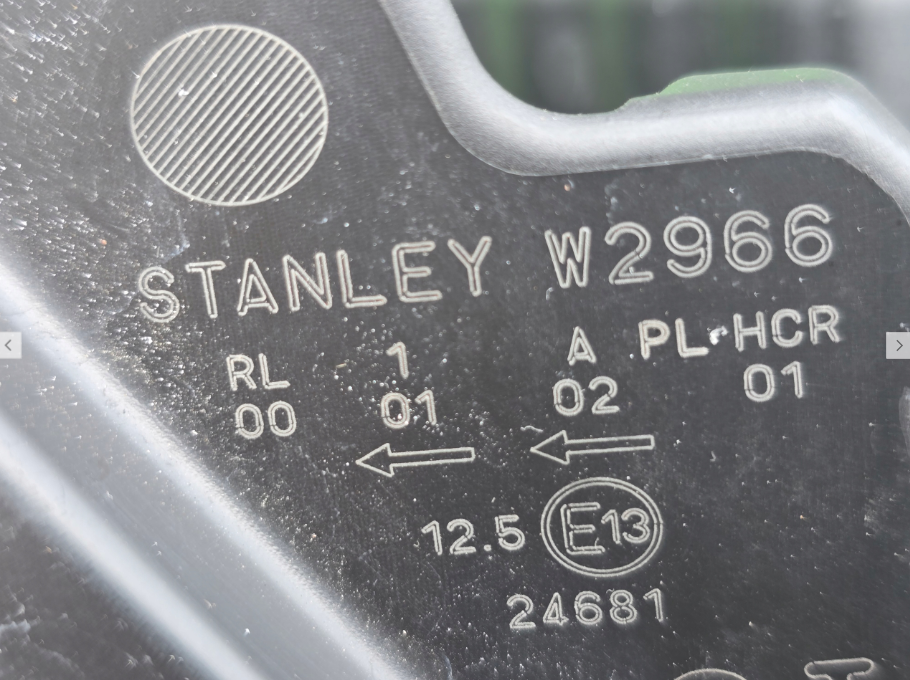 STANLEY W2966
RL 1 A PL·HCR
00 01 02 01
12.5 E13
24681